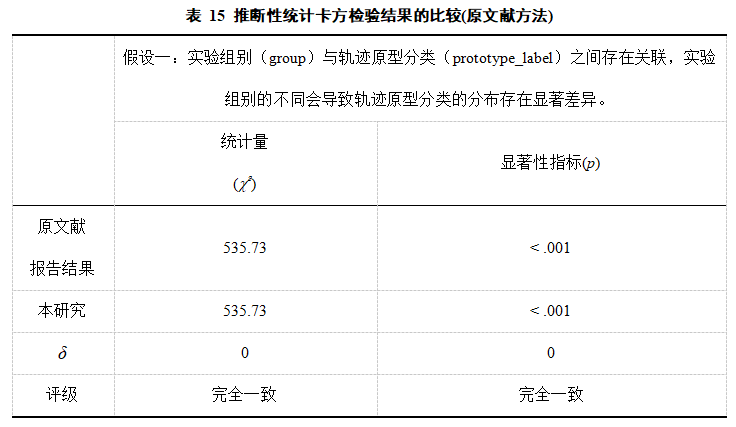 表 15 推断性统计卡方检验结果的比较(原文献方法)
假设一：实验组别（group）与轨迹原型分类（prototype_label）之间存在关联，实验
组别的不同会导致轨迹原型分类的分布存在显著差异。
统计量
(χ²)
显著性指标(p)
原文献
报告结果
535.73
< .001
本研究
535.73
< .001
δ
0
0
评级
完全一致
完全一致